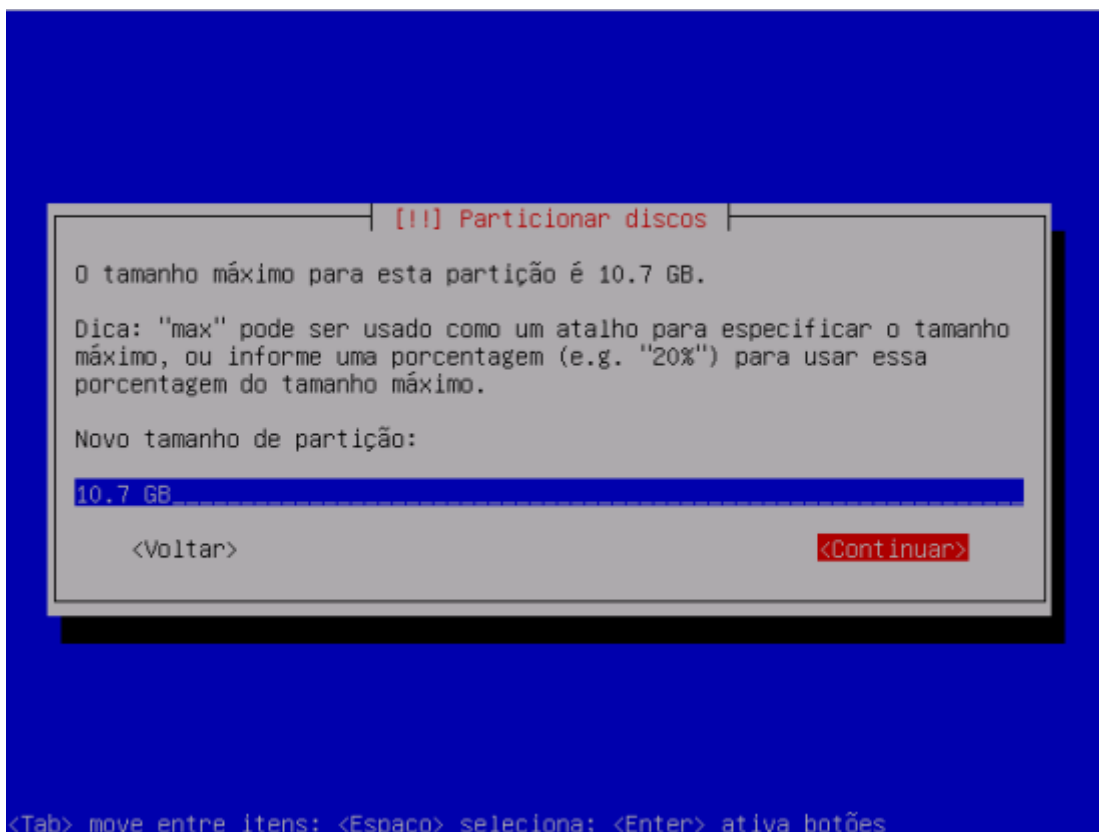 [!!] Particionar discos
O tamanho máximo para esta partição é 10.7 GB.
Dica: "max" pode ser usado como um atalho para especificar o tamanho
máximo, ou informe uma porcentagem (e.g. "20%") para usar essa
porcentagem do tamanho máximo.
Novo tamanho de partição:
10.7 GB
<Voltar> <Continuar>
<Tab> move entre itens; <Espaço> seleciona; <Enter> ativa botões